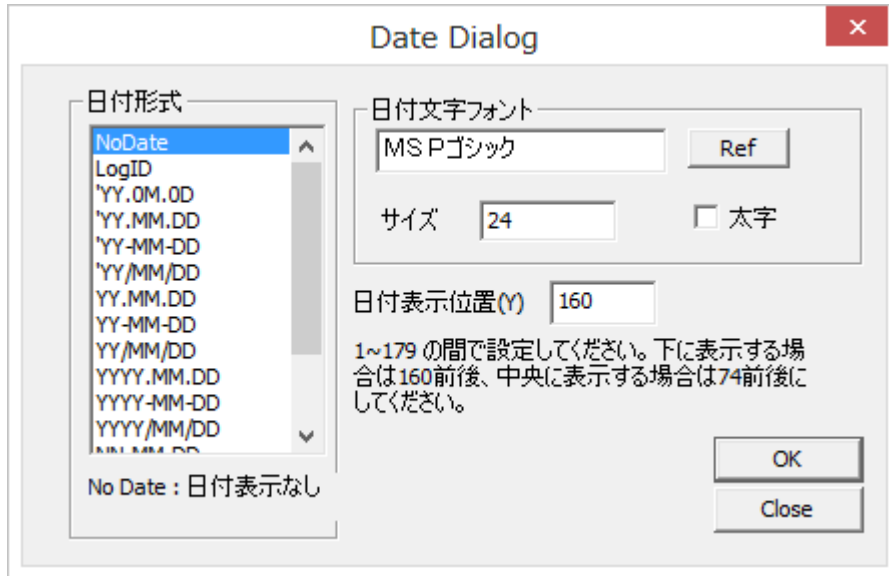 Date Dialog
日付形式
NoDate
LogID
'YY.0M.0D
'YY.MM.DD
'YY-MM-DD
'YY/MM/DD
YY.MM.DD
YY-MM-DD
YY/MM/DD
YYYY.MM.DD
YYYY-MM-DD
YYYY/MM/DD
No Date : 日付表示なし
日付文字フォント
MS Pゴシック
Ref
サイズ 24
太字
日付表示位置(Y) 160
1~179 の間で設定してください。下に表示する場
合は160前後、中央に表示する場合は74前後に
してください。
OK
Close